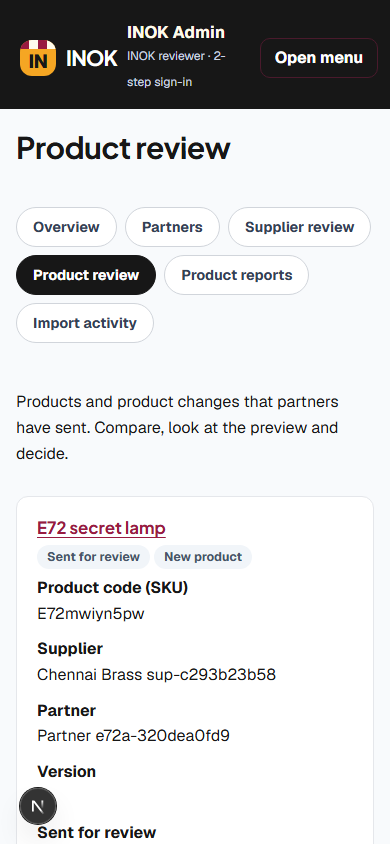 INOK Admin
IN INOK
INOK reviewer · 2-
step sign-in
Open menu
Product review
Overview
Partners
Supplier review
Product review
Product reports
Import activity
Products and product changes that partners
have sent. Compare, look at the preview and
decide.
E72 secret lamp
Sent for review
New product
Product code (SKU)
E72mwiyn5pw
Supplier
Chennai Brass sup-c293b23b58
Partner
Partner e72a-320dea0fd9
Version
N
Sent for review